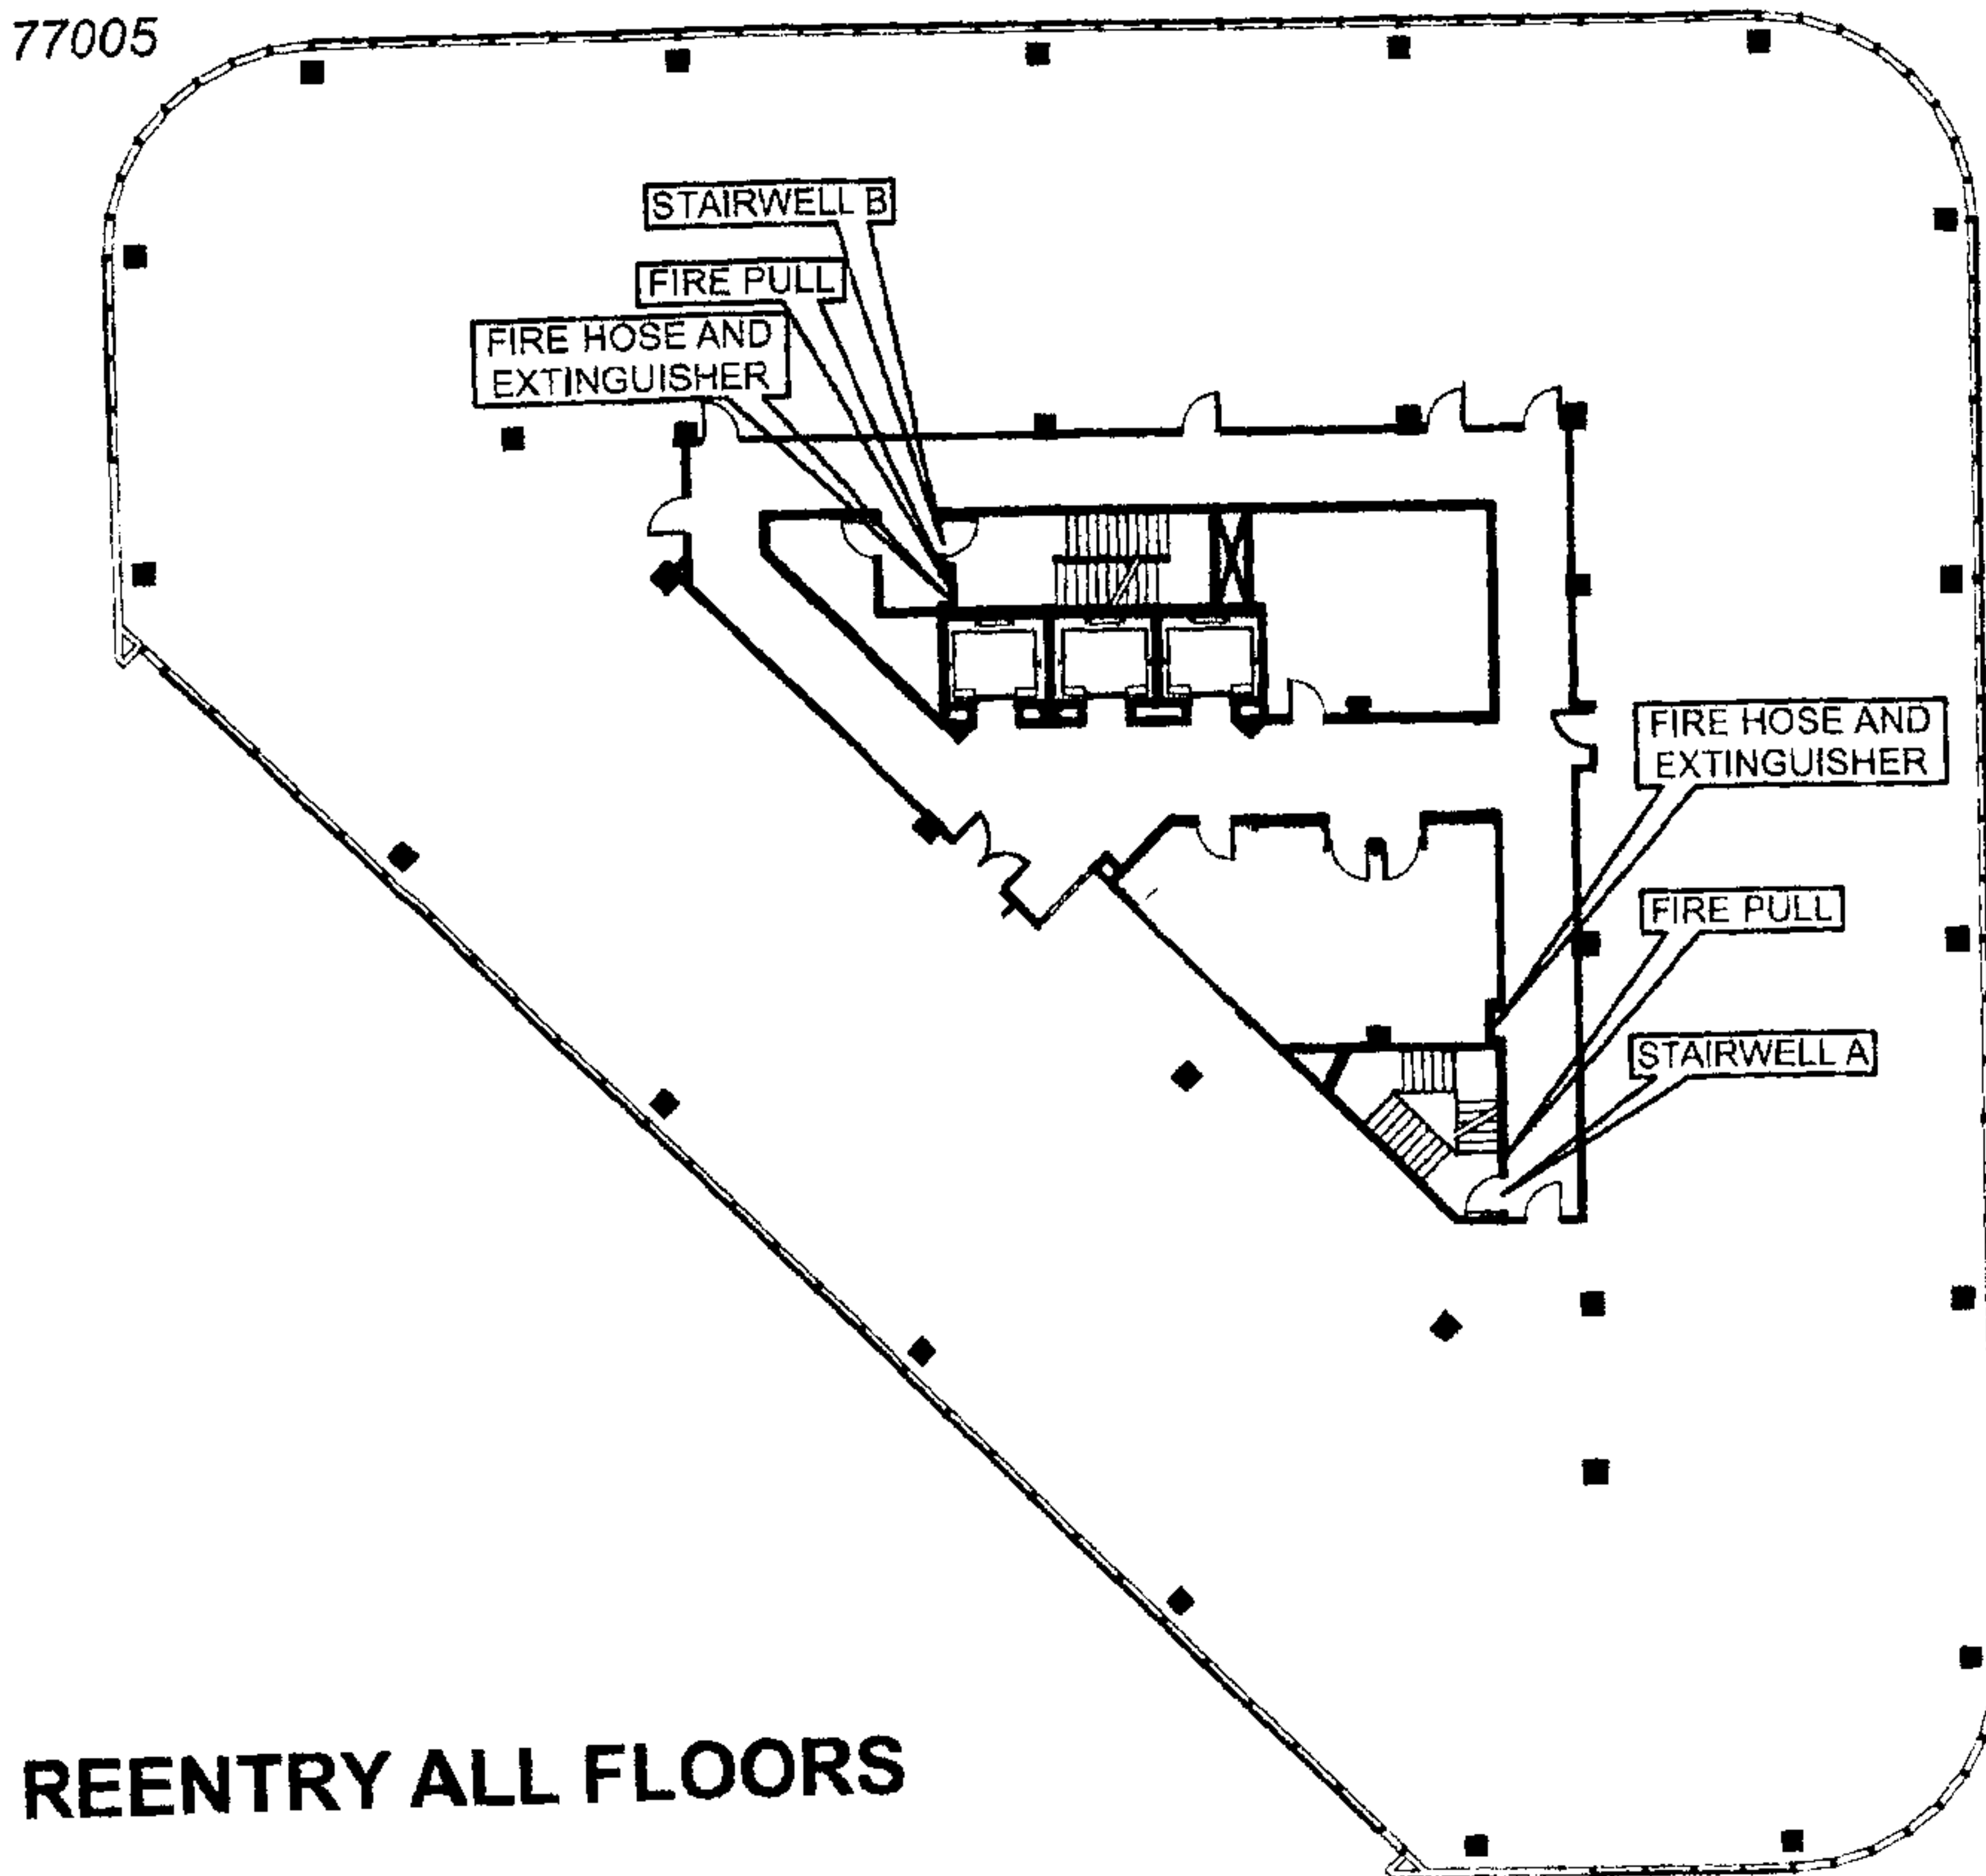 77005
STAIRWELL B
FIRE PULL
FIRE HOSE AND
EXTINGUISHER
FIRE HOSE AND
EXTINGUISHER
FIRE PULL
STAIRWELL A
REENTRY ALL FLOORS